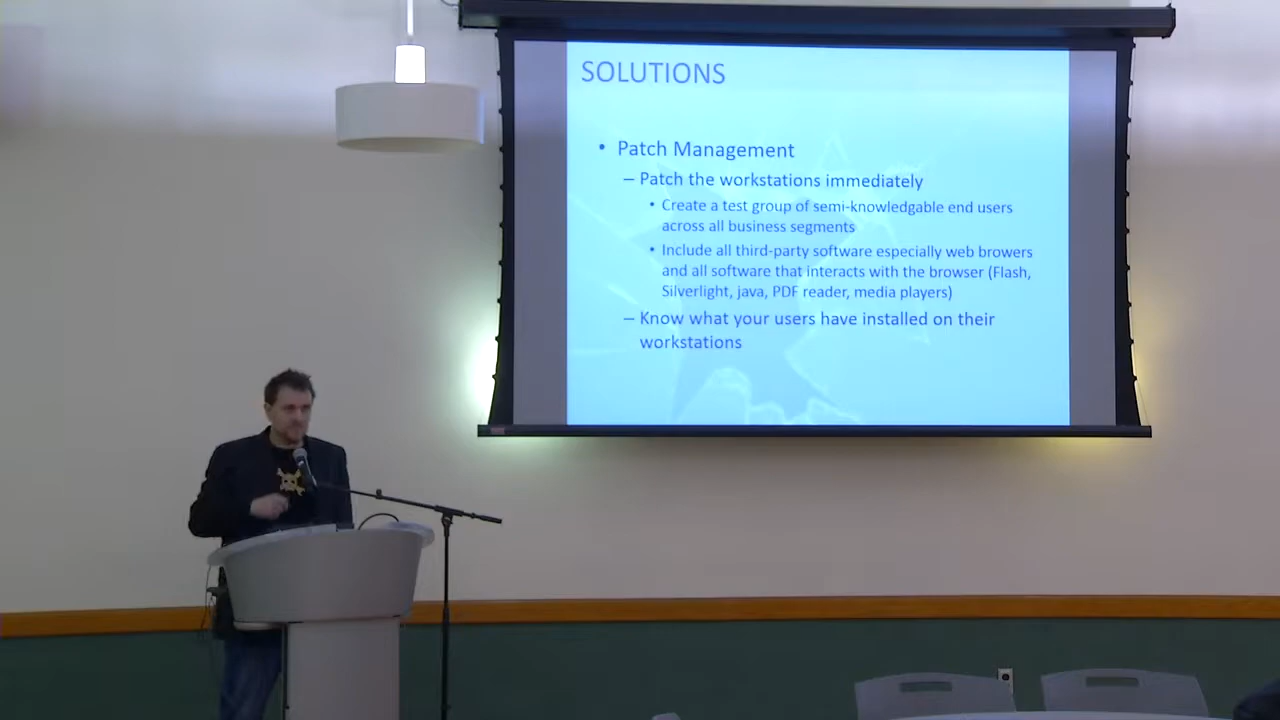 SOLUTIONS
• Patch Management
– Patch the workstations immediately
• Create a test group of semi-knowledgable end users
across all business segments
• Include all third-party software especially web browers
and all software that interacts with the browser (Flash,
Silverlight, java, PDF reader, media players)
– Know what your users have installed on their
workstations